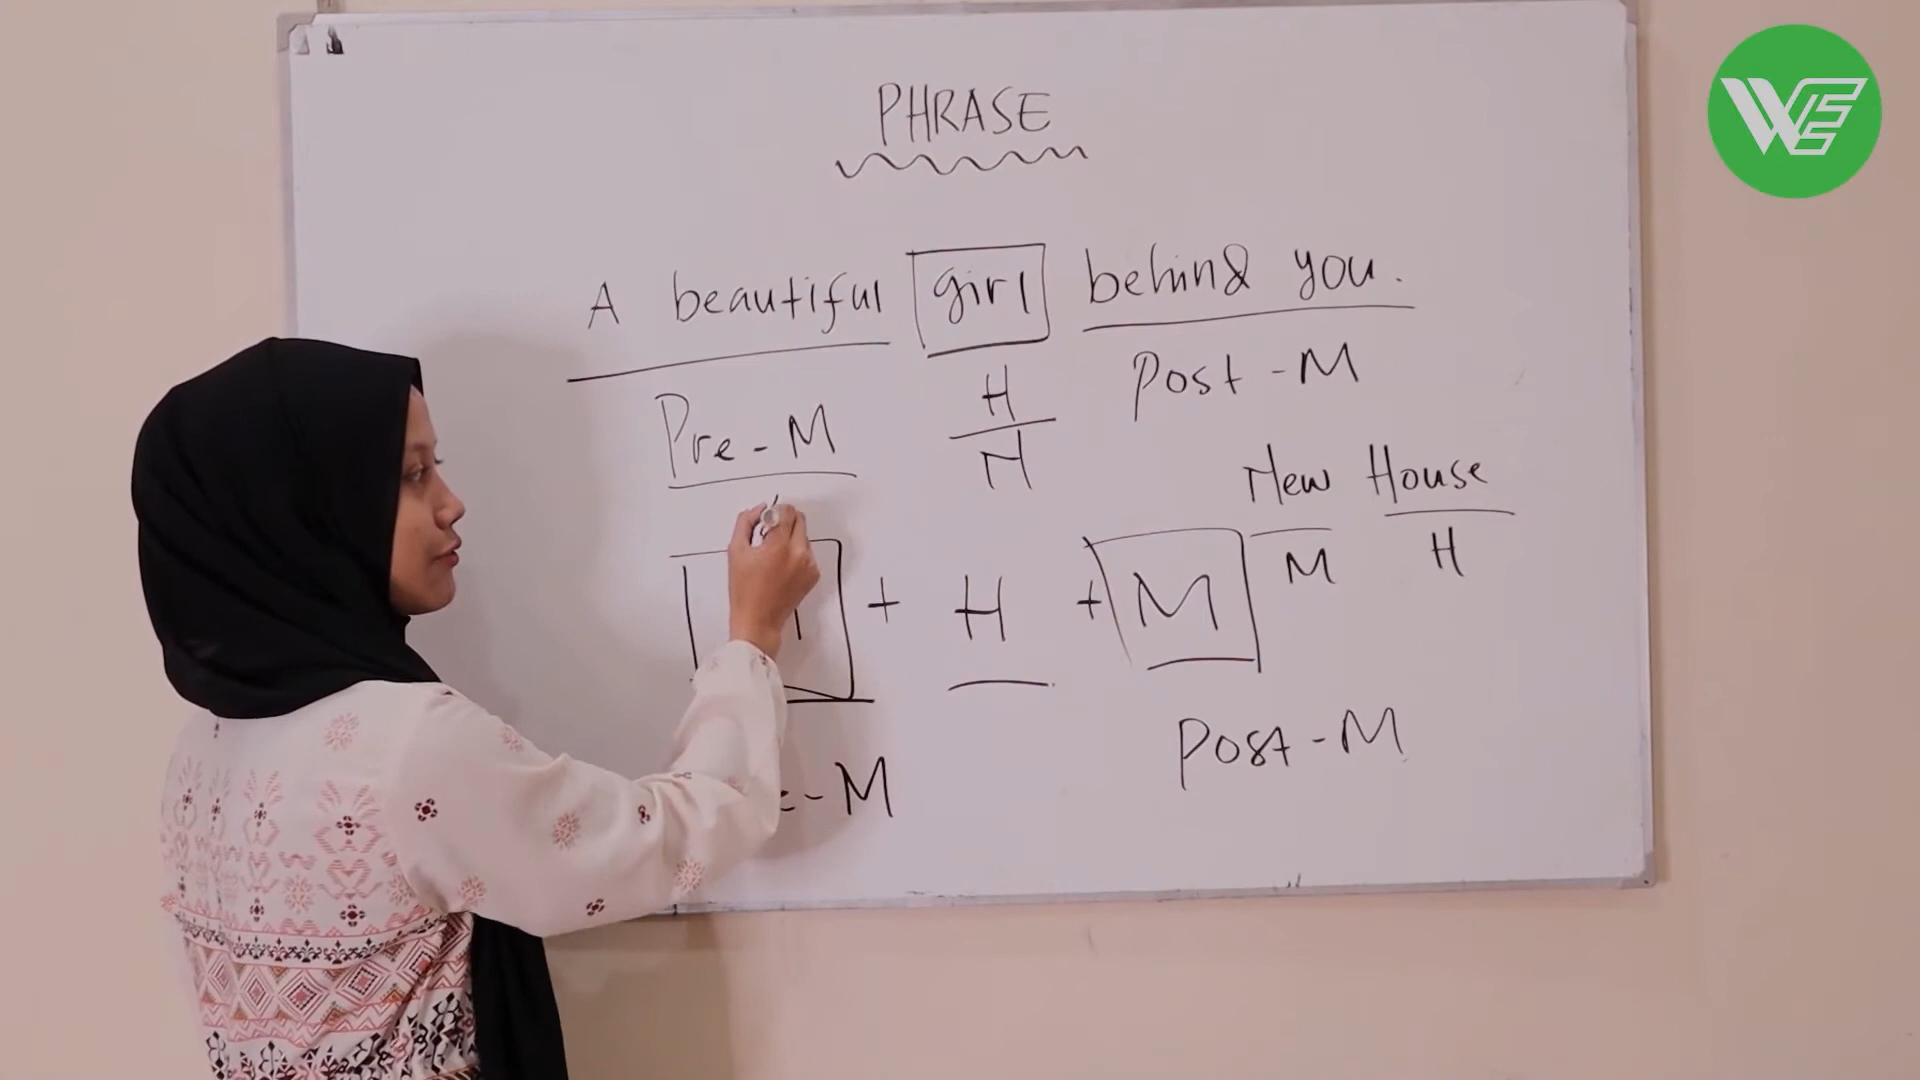 PHRASE
A beautiful girl behind you.
Pre-M H Post-M
N
New House
M H
+ H + M
Post-M
-M